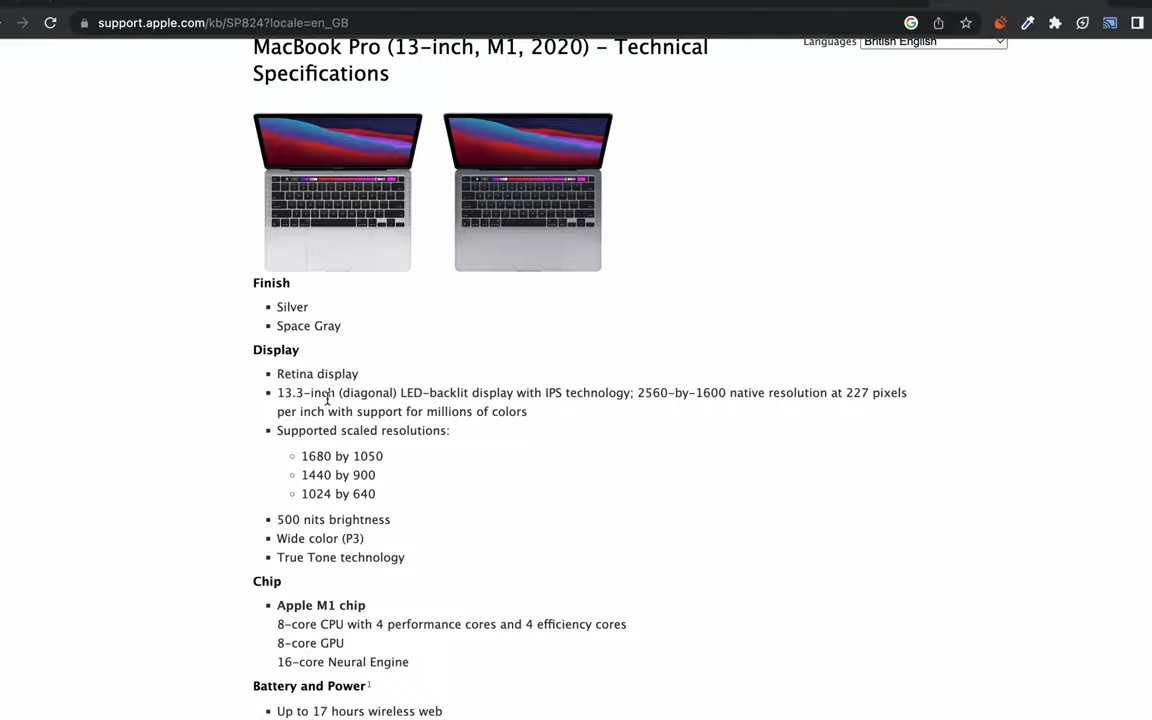 support.apple.com/kb/SP824?locale=en_GB
MacBook Pro (13-inch, M1, 2020) - Technical
Specifications
Languages British English
Finish
Silver
Space Gray
Display
Retina display
13.3-inch (diagonal) LED-backlit display with IPS technology; 2560-by-1600 native resolution at 227 pixels
per inch with support for millions of colors
Supported scaled resolutions:
1680 by 1050
1440 by 900
1024 by 640
500 nits brightness
Wide color (P3)
True Tone technology
Chip
Apple M1 chip
8-core CPU with 4 performance cores and 4 efficiency cores
8-core GPU
16-core Neural Engine
Battery and Power1
Up to 17 hours wireless web